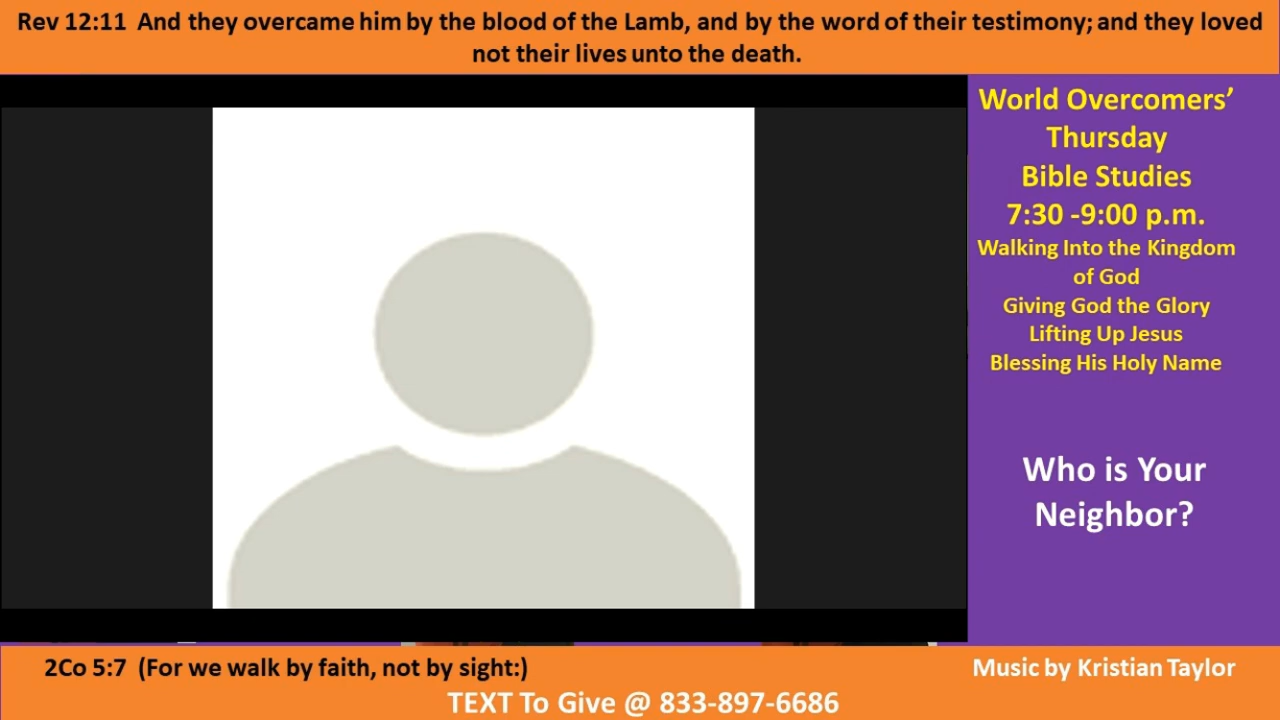 Rev 12:11 And they overcame him by the blood of the Lamb, and by the word of their testimony; and they loved
not their lives unto the death.
World Overcomers’
Thursday
Bible Studies
7:30 -9:00 p.m.
Walking Into the Kingdom
of God
Giving God the Glory
Lifting Up Jesus
Blessing His Holy Name
Who is Your
Neighbor?
2Co 5:7 (For we walk by faith, not by sight:)
Music by Kristian Taylor
TEXT To Give @ 833-897-6686